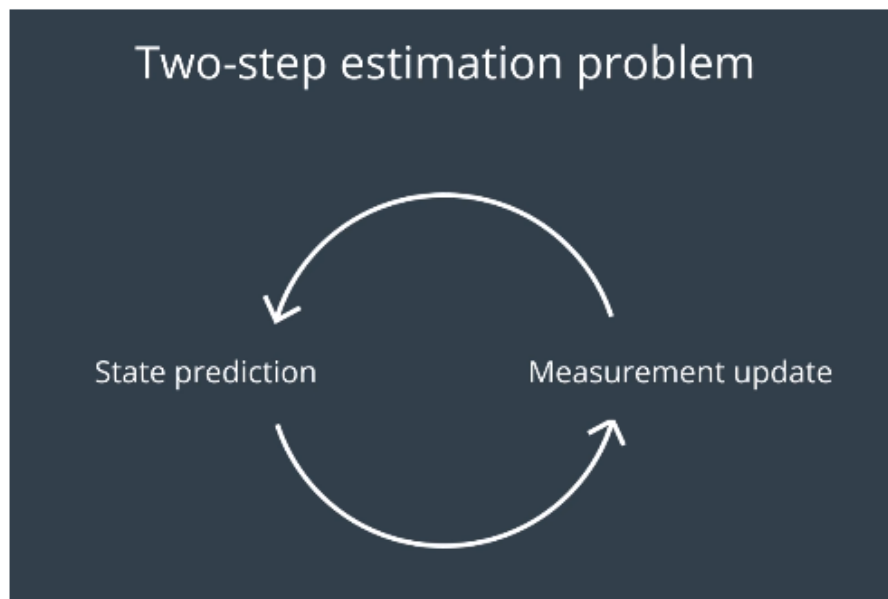 Two-step estimation problem
State prediction
Measurement update